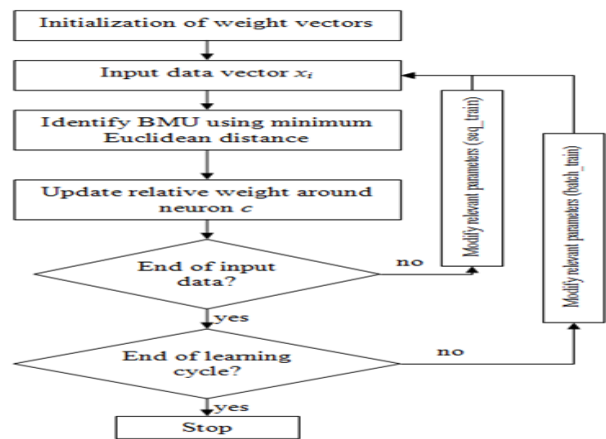 Initialization of weight vectors
Input data vector xi
Identify BMU using minimum
Euclidean distance
Update relative weight around
neuron c
End of input
data?
no
yes
End of learning
cycle?
no
yes
Stop
Modify relevant parameters (seq_train)
Modify relevant parameters (batch_train)